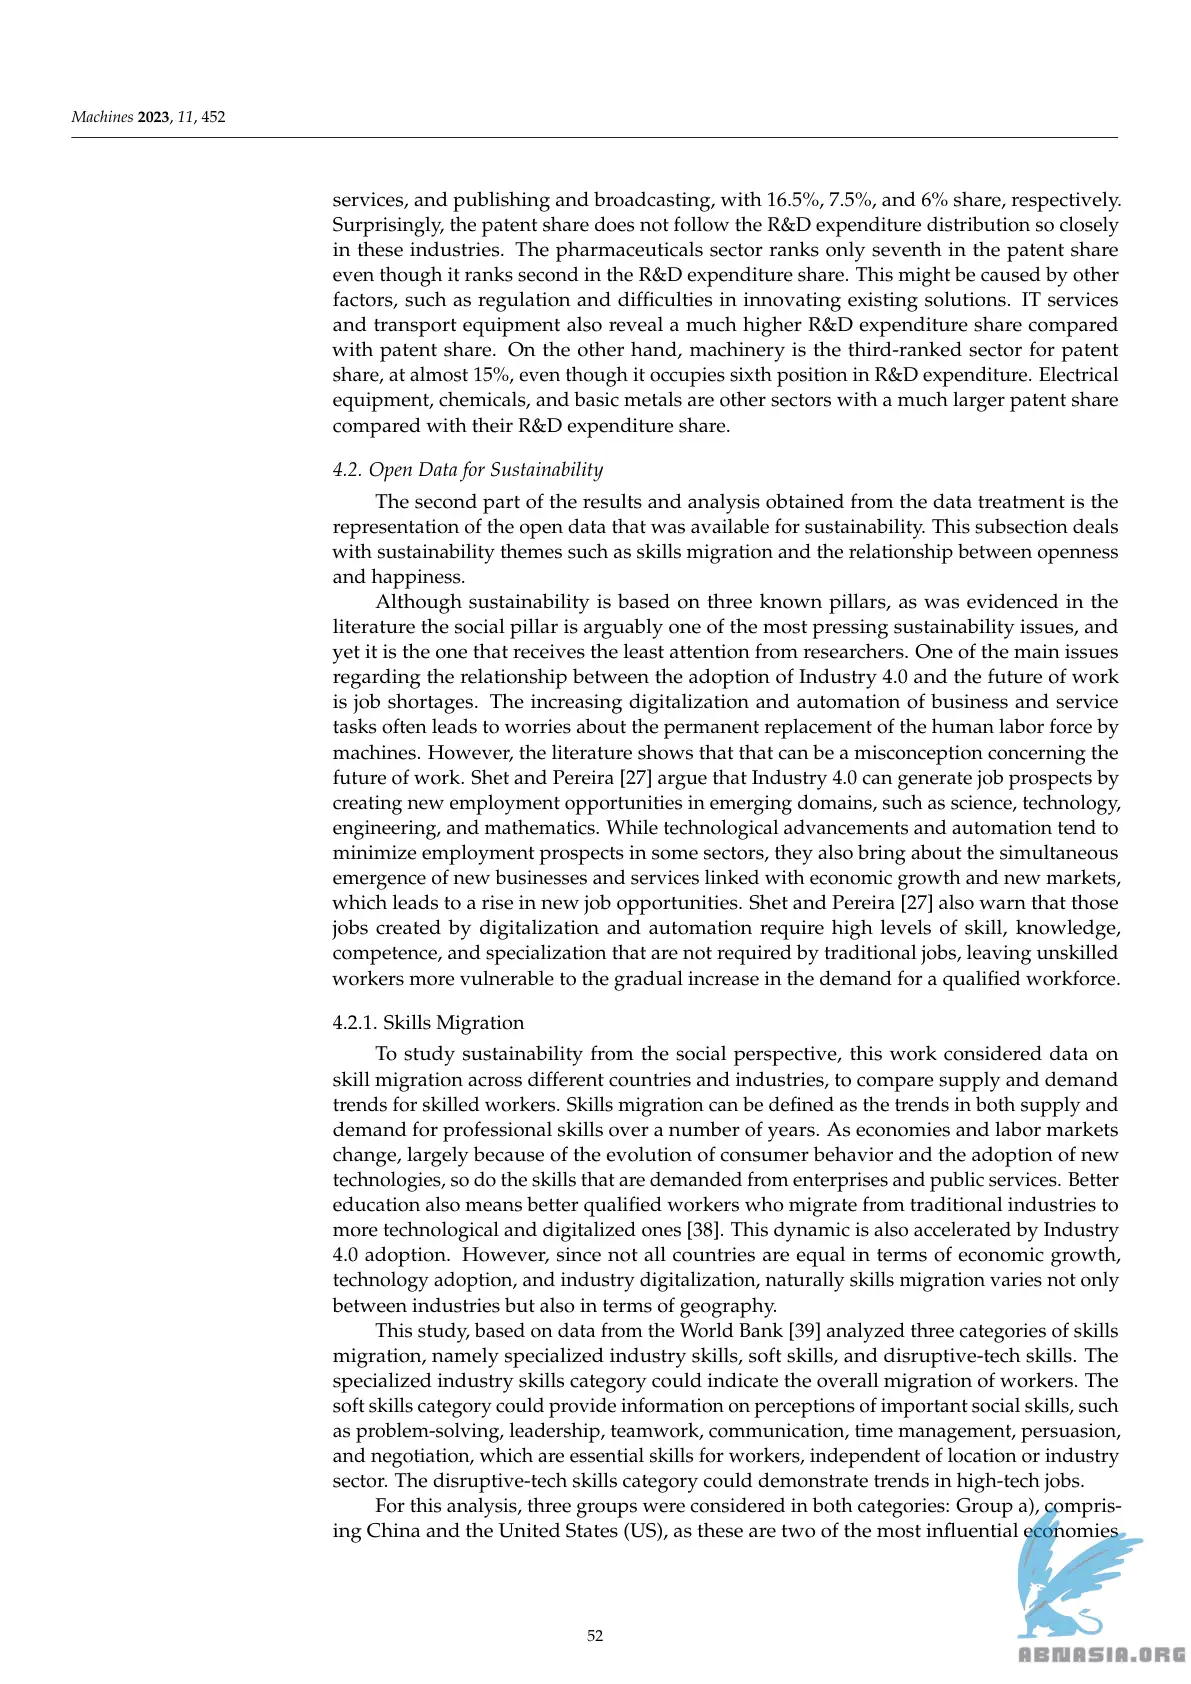 Machines 2023, 11, 452
services, and publishing and broadcasting, with 16.5%, 7.5%, and 6% share, respectively.
Surprisingly, the patent share does not follow the R&D expenditure distribution so closely
in these industries. The pharmaceuticals sector ranks only seventh in the patent share
even though it ranks second in the R&D expenditure share. This might be caused by other
factors, such as regulation and difficulties in innovating existing solutions. IT services
and transport equipment also reveal a much higher R&D expenditure share compared
with patent share. On the other hand, machinery is the third-ranked sector for patent
share, at almost 15%, even though it occupies sixth position in R&D expenditure. Electrical
equipment, chemicals, and basic metals are other sectors with a much larger patent share
compared with their R&D expenditure share.
4.2. Open Data for Sustainability
The second part of the results and analysis obtained from the data treatment is the
representation of the open data that was available for sustainability. This subsection deals
with sustainability themes such as skills migration and the relationship between openness
and happiness.
Although sustainability is based on three known pillars, as was evidenced in the
literature the social pillar is arguably one of the most pressing sustainability issues, and
yet it is the one that receives the least attention from researchers. One of the main issues
regarding the relationship between the adoption of Industry 4.0 and the future of work
is job shortages. The increasing digitalization and automation of business and service
tasks often leads to worries about the permanent replacement of the human labor force by
machines. However, the literature shows that that can be a misconception concerning the
future of work. Shet and Pereira [27] argue that Industry 4.0 can generate job prospects by
creating new employment opportunities in emerging domains, such as science, technology,
engineering, and mathematics. While technological advancements and automation tend to
minimize employment prospects in some sectors, they also bring about the simultaneous
emergence of new businesses and services linked with economic growth and new markets,
which leads to a rise in new job opportunities. Shet and Pereira [27] also warn that those
jobs created by digitalization and automation require high levels of skill, knowledge,
competence, and specialization that are not required by traditional jobs, leaving unskilled
workers more vulnerable to the gradual increase in the demand for a qualified workforce.
4.2.1. Skills Migration
To study sustainability from the social perspective, this work considered data on
skill migration across different countries and industries, to compare supply and demand
trends for skilled workers. Skills migration can be defined as the trends in both supply and
demand for professional skills over a number of years. As economies and labor markets
change, largely because of the evolution of consumer behavior and the adoption of new
technologies, so do the skills that are demanded from enterprises and public services. Better
education also means better qualified workers who migrate from traditional industries to
more technological and digitalized ones [38]. This dynamic is also accelerated by Industry
4.0 adoption. However, since not all countries are equal in terms of economic growth,
technology adoption, and industry digitalization, naturally skills migration varies not only
between industries but also in terms of geography.
This study, based on data from the World Bank [39] analyzed three categories of skills
migration, namely specialized industry skills, soft skills, and disruptive-tech skills. The
specialized industry skills category could indicate the overall migration of workers. The
soft skills category could provide information on perceptions of important social skills, such
as problem-solving, leadership, teamwork, communication, time management, persuasion,
and negotiation, which are essential skills for workers, independent of location or industry
sector. The disruptive-tech skills category could demonstrate trends in high-tech jobs.
For this analysis, three groups were considered in both categories: Group a), compris-
ing China and the United States (US), as these are two of the most influential economies
52
ABNASIA.ORG